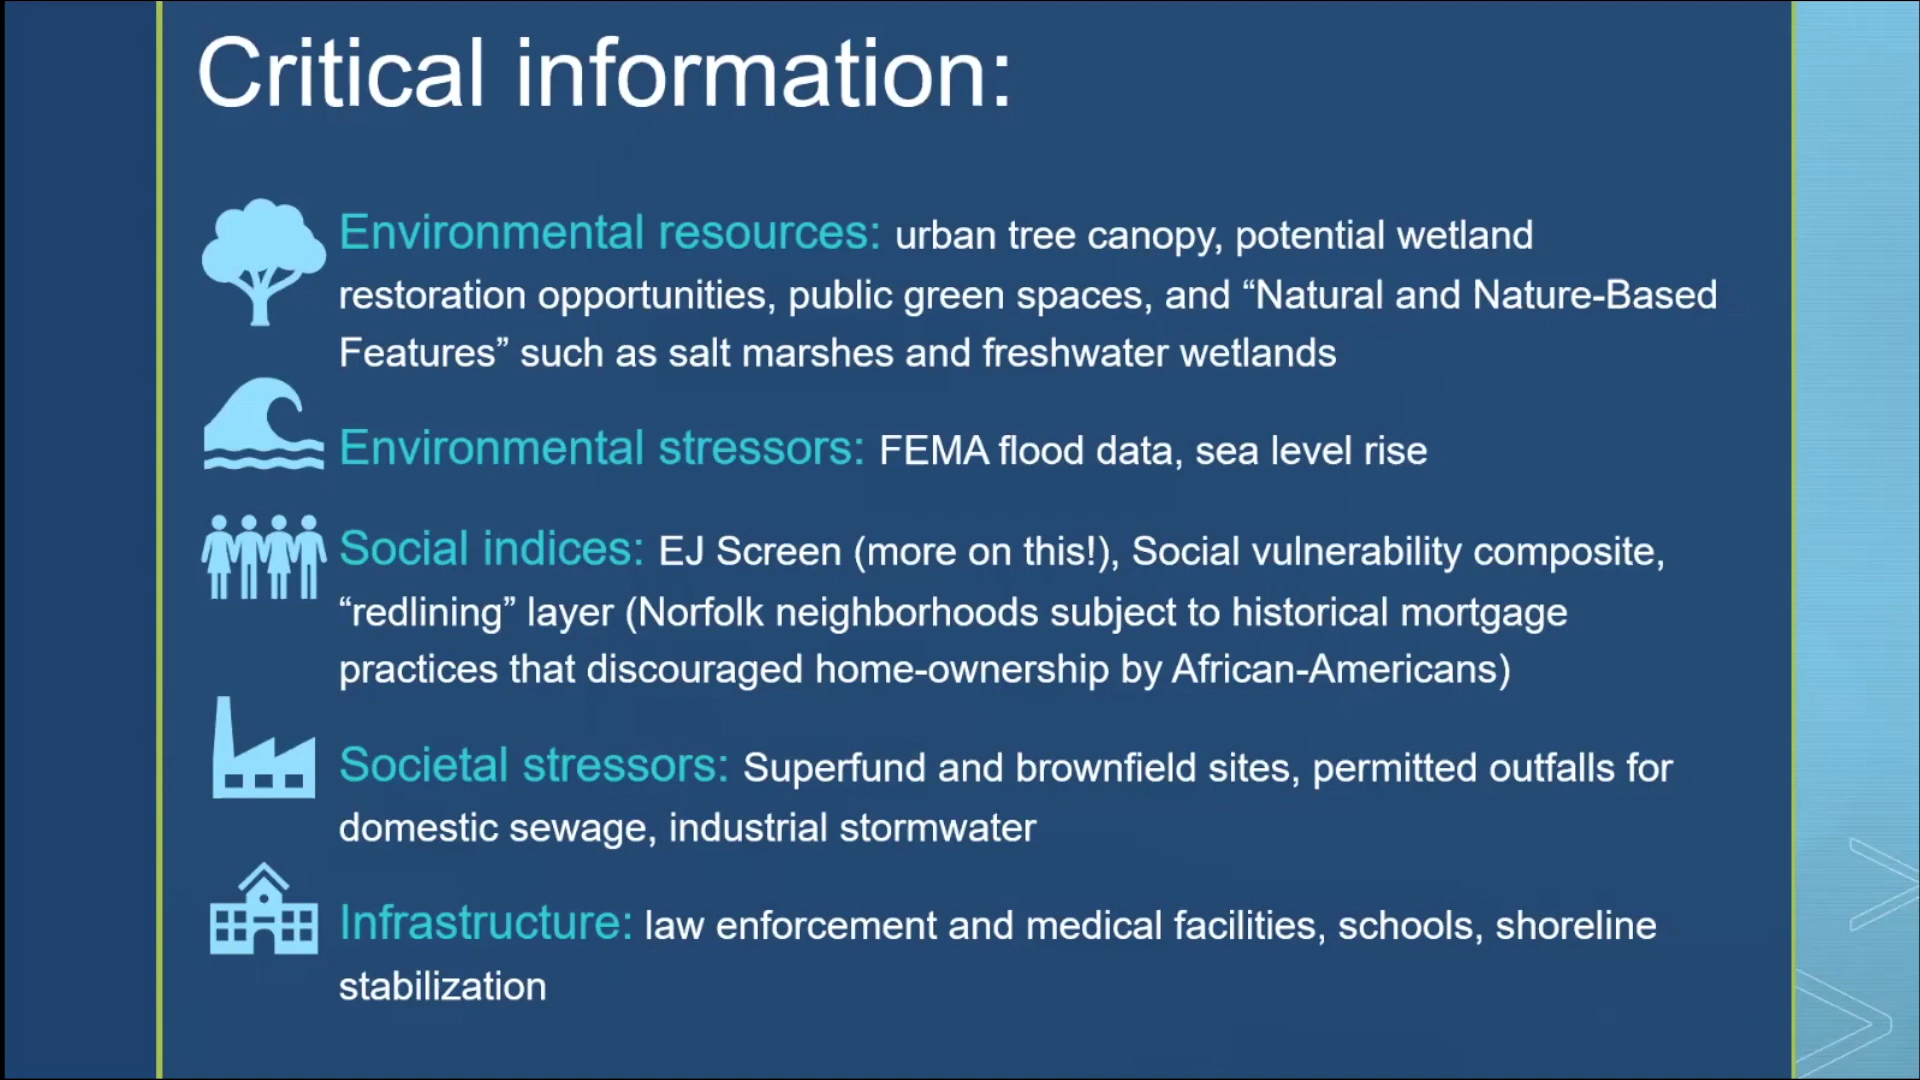 Critical information:
Environmental resources: urban tree canopy, potential wetland
restoration opportunities, public green spaces, and “Natural and Nature-Based
Features” such as salt marshes and freshwater wetlands
Environmental stressors: FEMA flood data, sea level rise
Social indices: EJ Screen (more on this!), Social vulnerability composite,
“redlining” layer (Norfolk neighborhoods subject to historical mortgage
practices that discouraged home-ownership by African-Americans)
Societal stressors: Superfund and brownfield sites, permitted outfalls for
domestic sewage, industrial stormwater
Infrastructure: law enforcement and medical facilities, schools, shoreline
stabilization